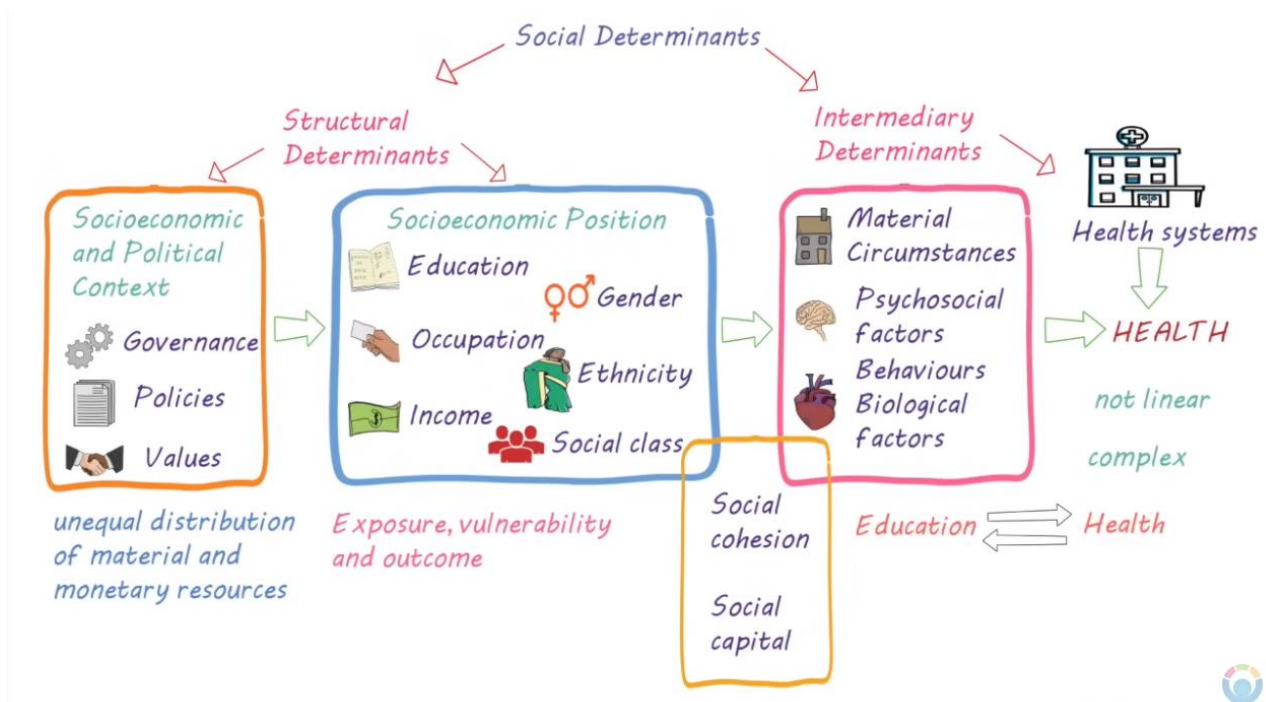 Social Determinants
Structural
Determinants
Intermediary
Determinants
Socioeconomic
and Political
Context
Governance
Policies
Values
Socioeconomic Position
Education
Gender
Occupation
Ethnicity
Income
Social class
Material
Circumstances
Psychosocial
factors
Behaviours
Biological
factors
Health systems
HEALTH
not linear
complex
unequal distribution
of material and
monetary resources
Exposure, vulnerability
and outcome
Social
cohesion
Social
capital
Education
Health